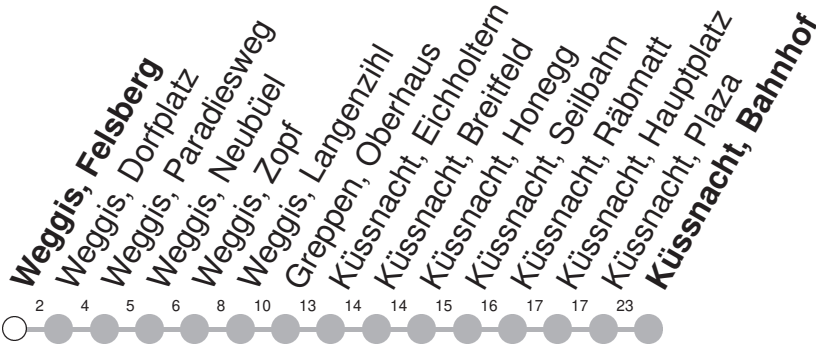 Weggis, Felsberg
Weggis, Dorfplatz
Weggis, Paradiesweg
Weggis, Neubüel
Weggis, Zopf
Weggis, Langenzihl
Greppen, Oberhaus
Küssnacht, Eichholtern
Küssnacht, Breitfeld
Küssnacht, Honegg
Küssnacht, Seilbahn
Küssnacht, Räbmatt
Küssnacht, Hauptplatz
Küssnacht, Plaza
Küssnacht, Bahnhof
2 4 5 6 8 10 13 14 14 15 16 17 17 23